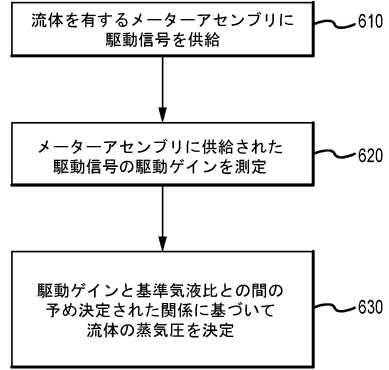 流体を有するメーターアセンブリに
駆動信号を供給
610
メーターアセンブリに供給された
駆動信号の駆動ゲインを測定
620
駆動ゲインと基準気液比との間の
予め決定された関係に基づいて
流体の蒸気圧を決定
630